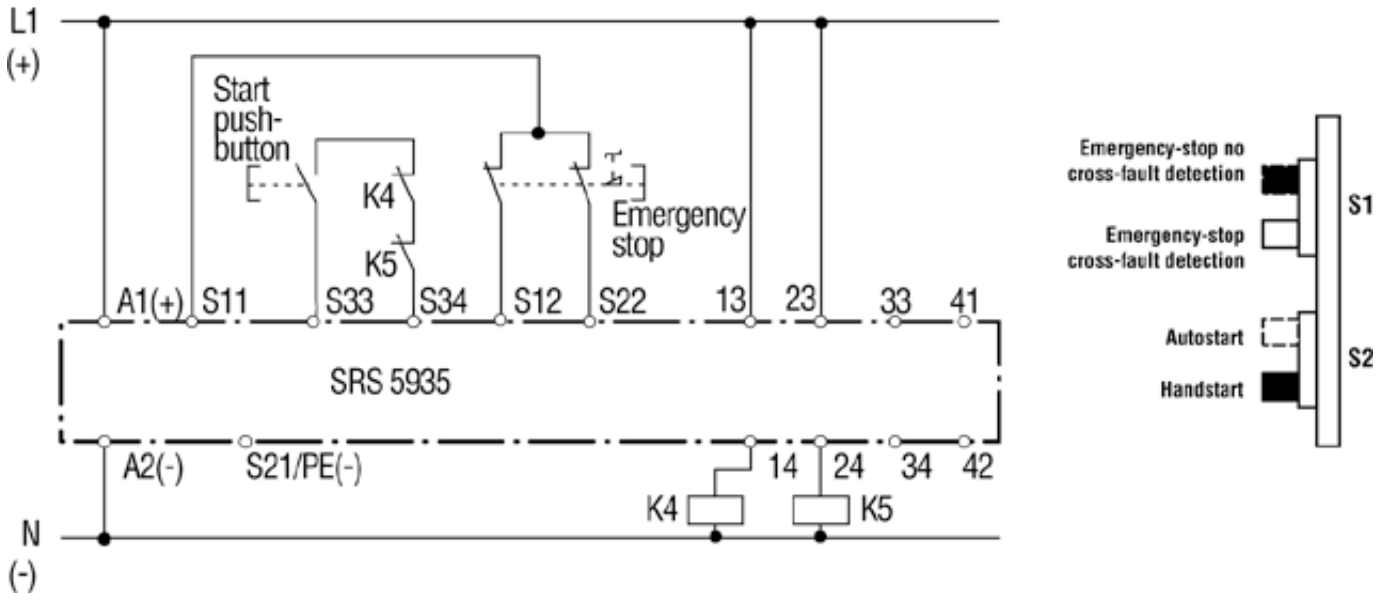 L1
(+)
Start
push-
button
K4
K5
Emergency
stop
A1(+) S11 S33 S34 S12 S22 13 23 33 41
SRS 5935
A2(-) S21/PE(-) 14 24 34 42
K4 K5
N
(-)
Emergency-stop no
cross-fault detection
S1
Emergency-stop
cross-fault detection
Autostart
S2
Handstart